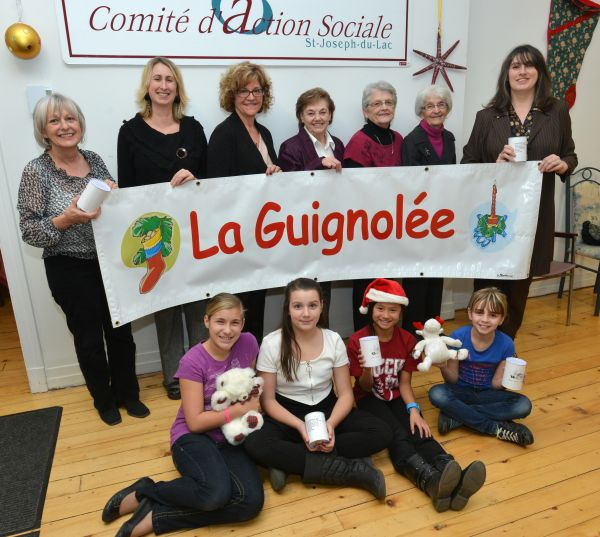 Comité d'action Sociale
St-Joseph-du-Lac
La Guignolée